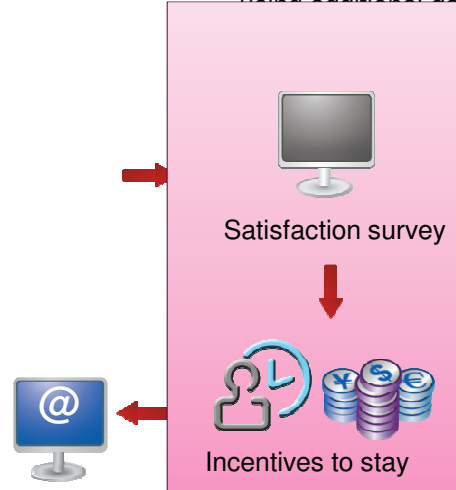 Satisfaction survey
¥ $ €
@
Incentives to stay